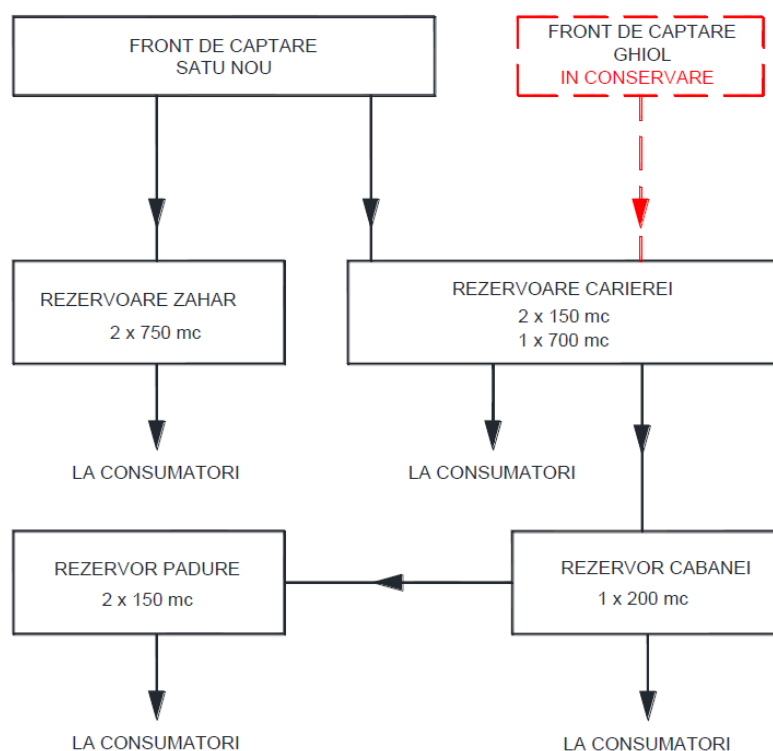 FRONT DE CAPTARE
SATU NOU
FRONT DE CAPTARE
GHIOL
IN CONSERVARE
REZERVOARE ZAHAR
2 x 750 mc
REZERVOARE CARIEREI
2 x 150 mc
1 x 700 mc
LA CONSUMATORI
LA CONSUMATORI
REZERVOR PADURE
2 x 150 mc
REZERVOR CABANEI
1 x 200 mc
LA CONSUMATORI
LA CONSUMATORI